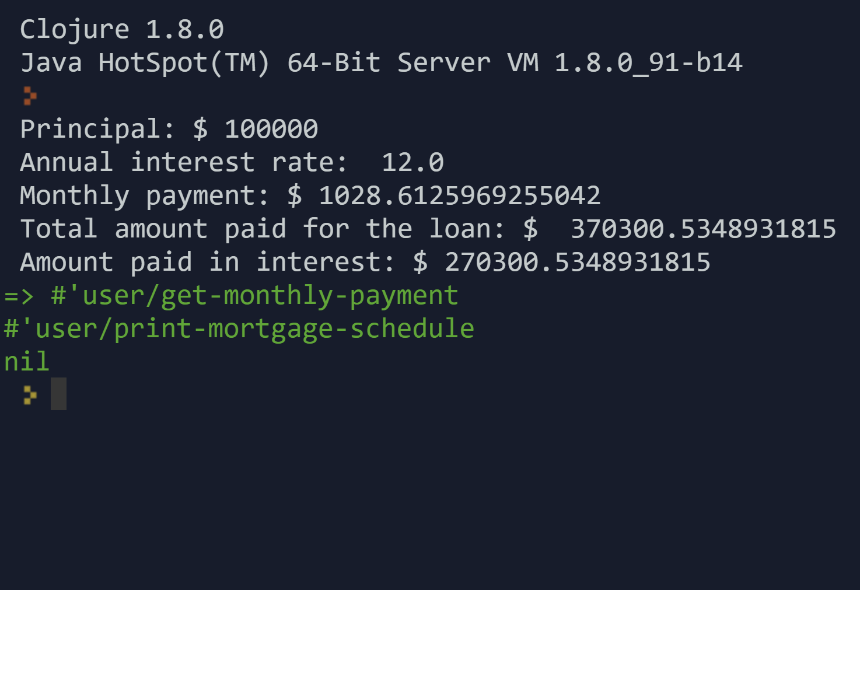 Clojure 1.8.0
Java HotSpot(TM) 64-Bit Server VM 1.8.0_91-b14
Principal: $ 100000
Annual interest rate:  12.0
Monthly payment: $ 1028.6125969255042
Total amount paid for the loan: $  370300.5348931815
Amount paid in interest: $ 270300.5348931815
=> #'user/get-monthly-payment
#'user/print-mortgage-schedule
nil